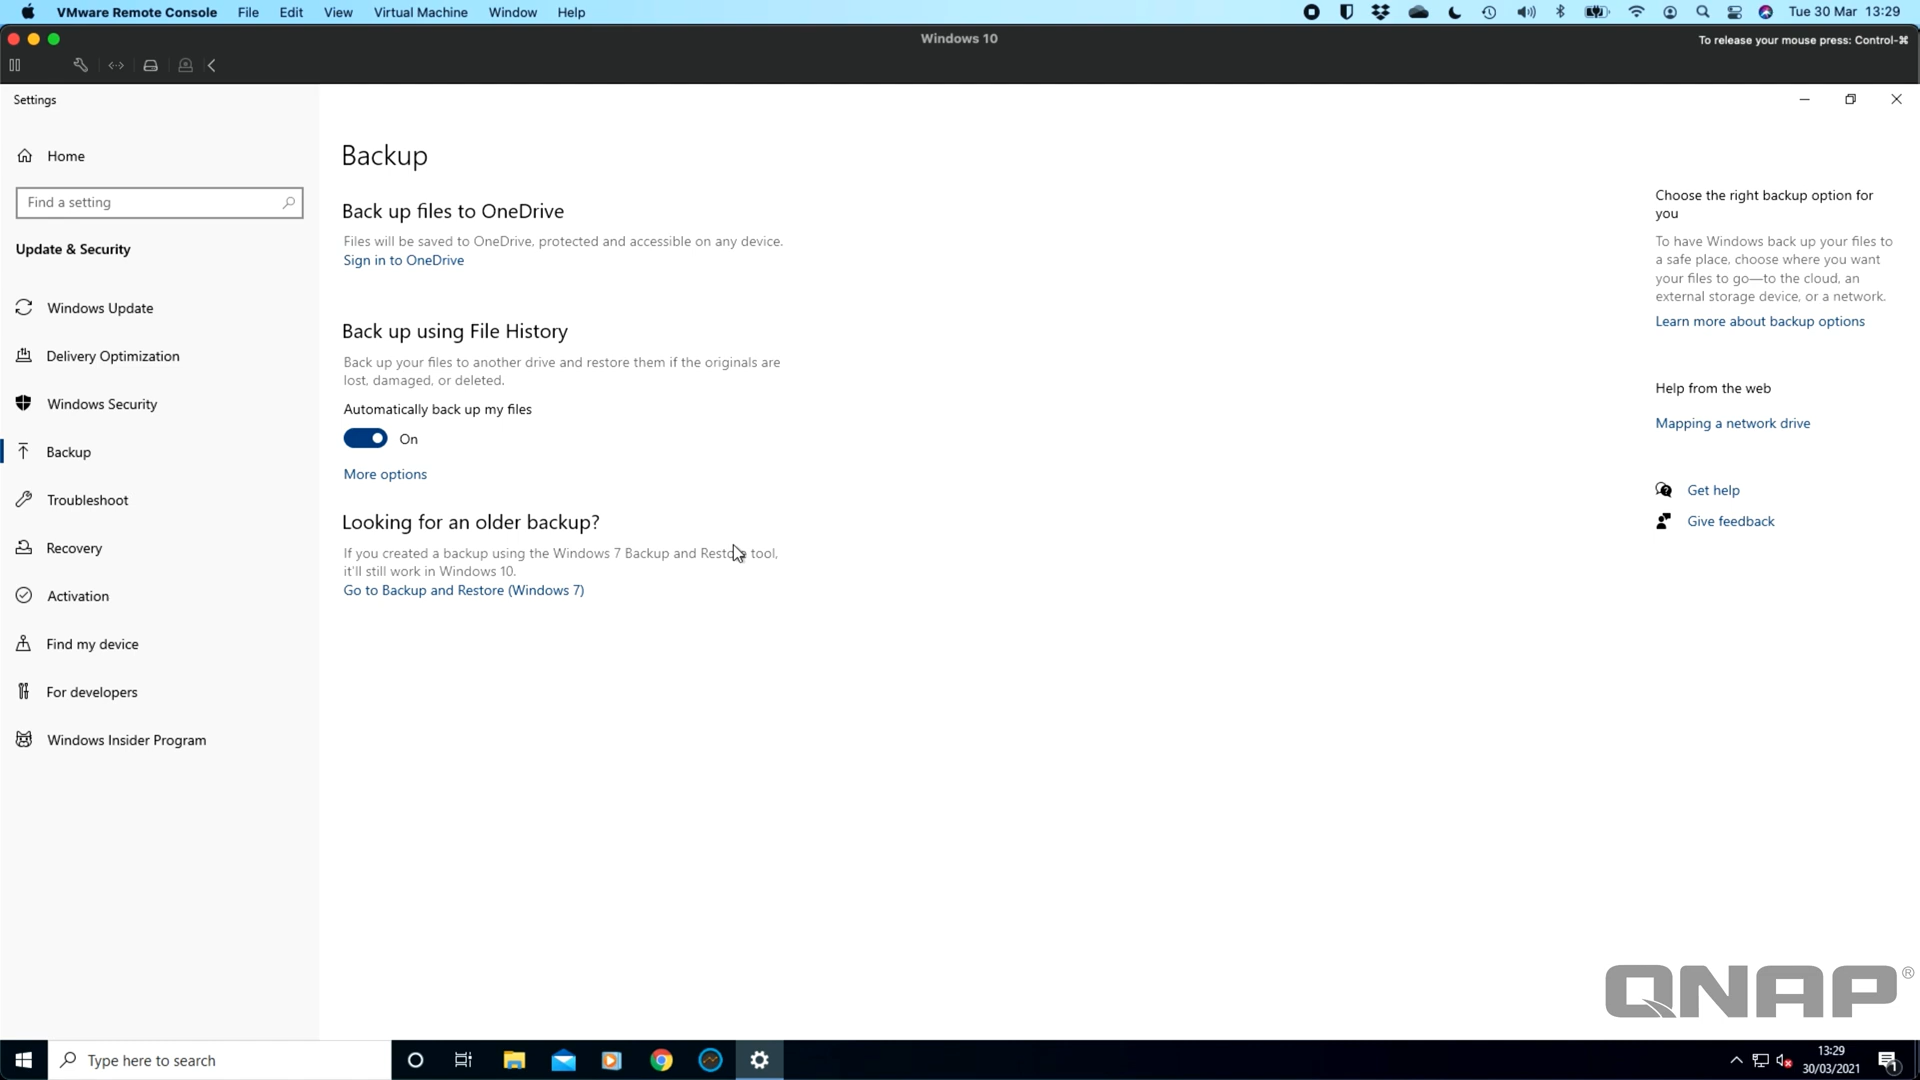 VMware Remote Console File Edit View Virtual Machine Window Help
Tue 30 Mar 13:29
Windows 10
To release your mouse press: Control-⌘
Settings
Home
Find a setting
Update & Security
Windows Update
Delivery Optimization
Windows Security
Backup
Troubleshoot
Recovery
Activation
Find my device
For developers
Windows Insider Program
Backup
Back up files to OneDrive
Files will be saved to OneDrive, protected and accessible on any device.
Sign in to OneDrive
Back up using File History
Back up your files to another drive and restore them if the originals are
lost, damaged, or deleted.
Automatically back up my files
On
More options
Looking for an older backup?
If you created a backup using the Windows 7 Backup and Restore tool,
it'll still work in Windows 10.
Go to Backup and Restore (Windows 7)
Choose the right backup option for
you
To have Windows back up your files to
a safe place, choose where you want
your files to go—to the cloud, an
external storage device, or a network.
Learn more about backup options
Help from the web
Mapping a network drive
Get help
Give feedback
QNAP®
Type here to search
13:29
30/03/2021
1